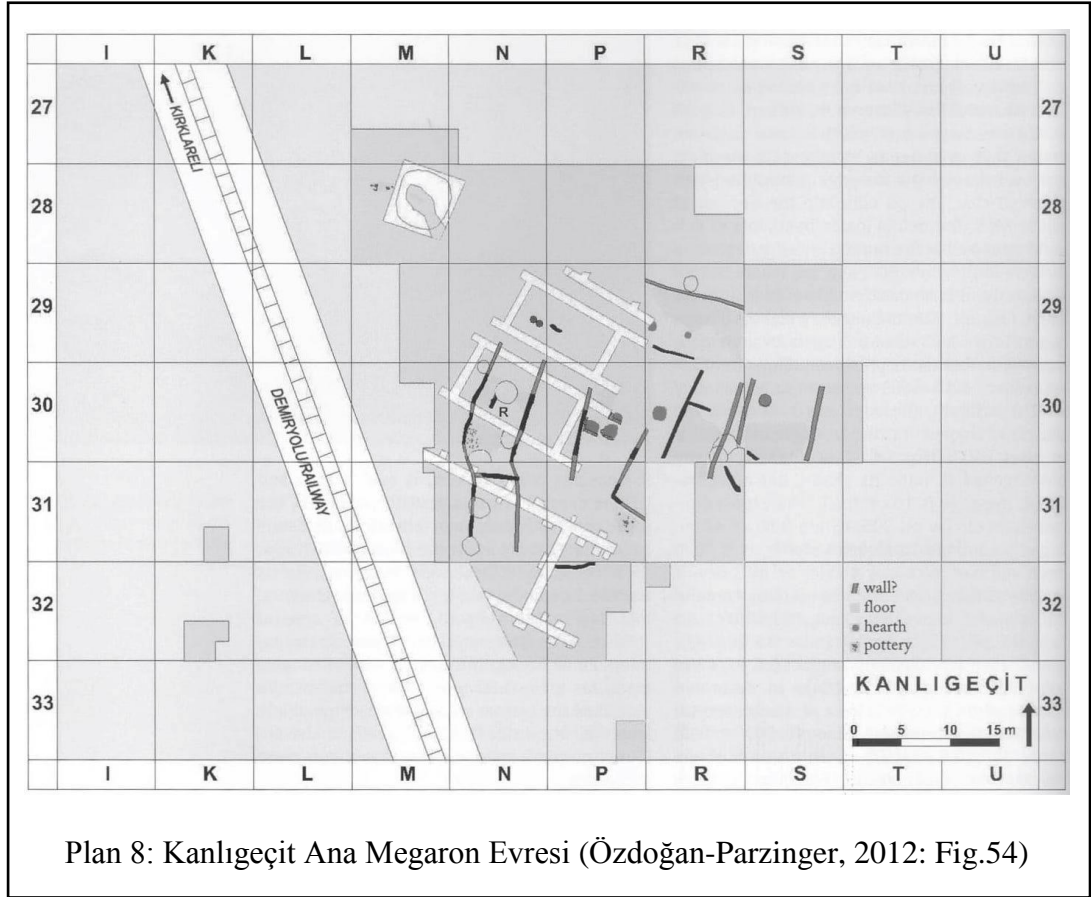 I K L M N P R S T U
27 27
KIRKLARELİ
28 28
29 29
DEMİRYOLU/RAILWAY
30 30
R
31 31
32 32
wall?
floor
hearth
pottery
KANLIGEÇİT
33 33
0 5 10 15 m
I K L M N P R S T U
Plan 8: Kanlıgeçit Ana Megaron Evresi (Özdoğan-Parzinger, 2012: Fig.54)